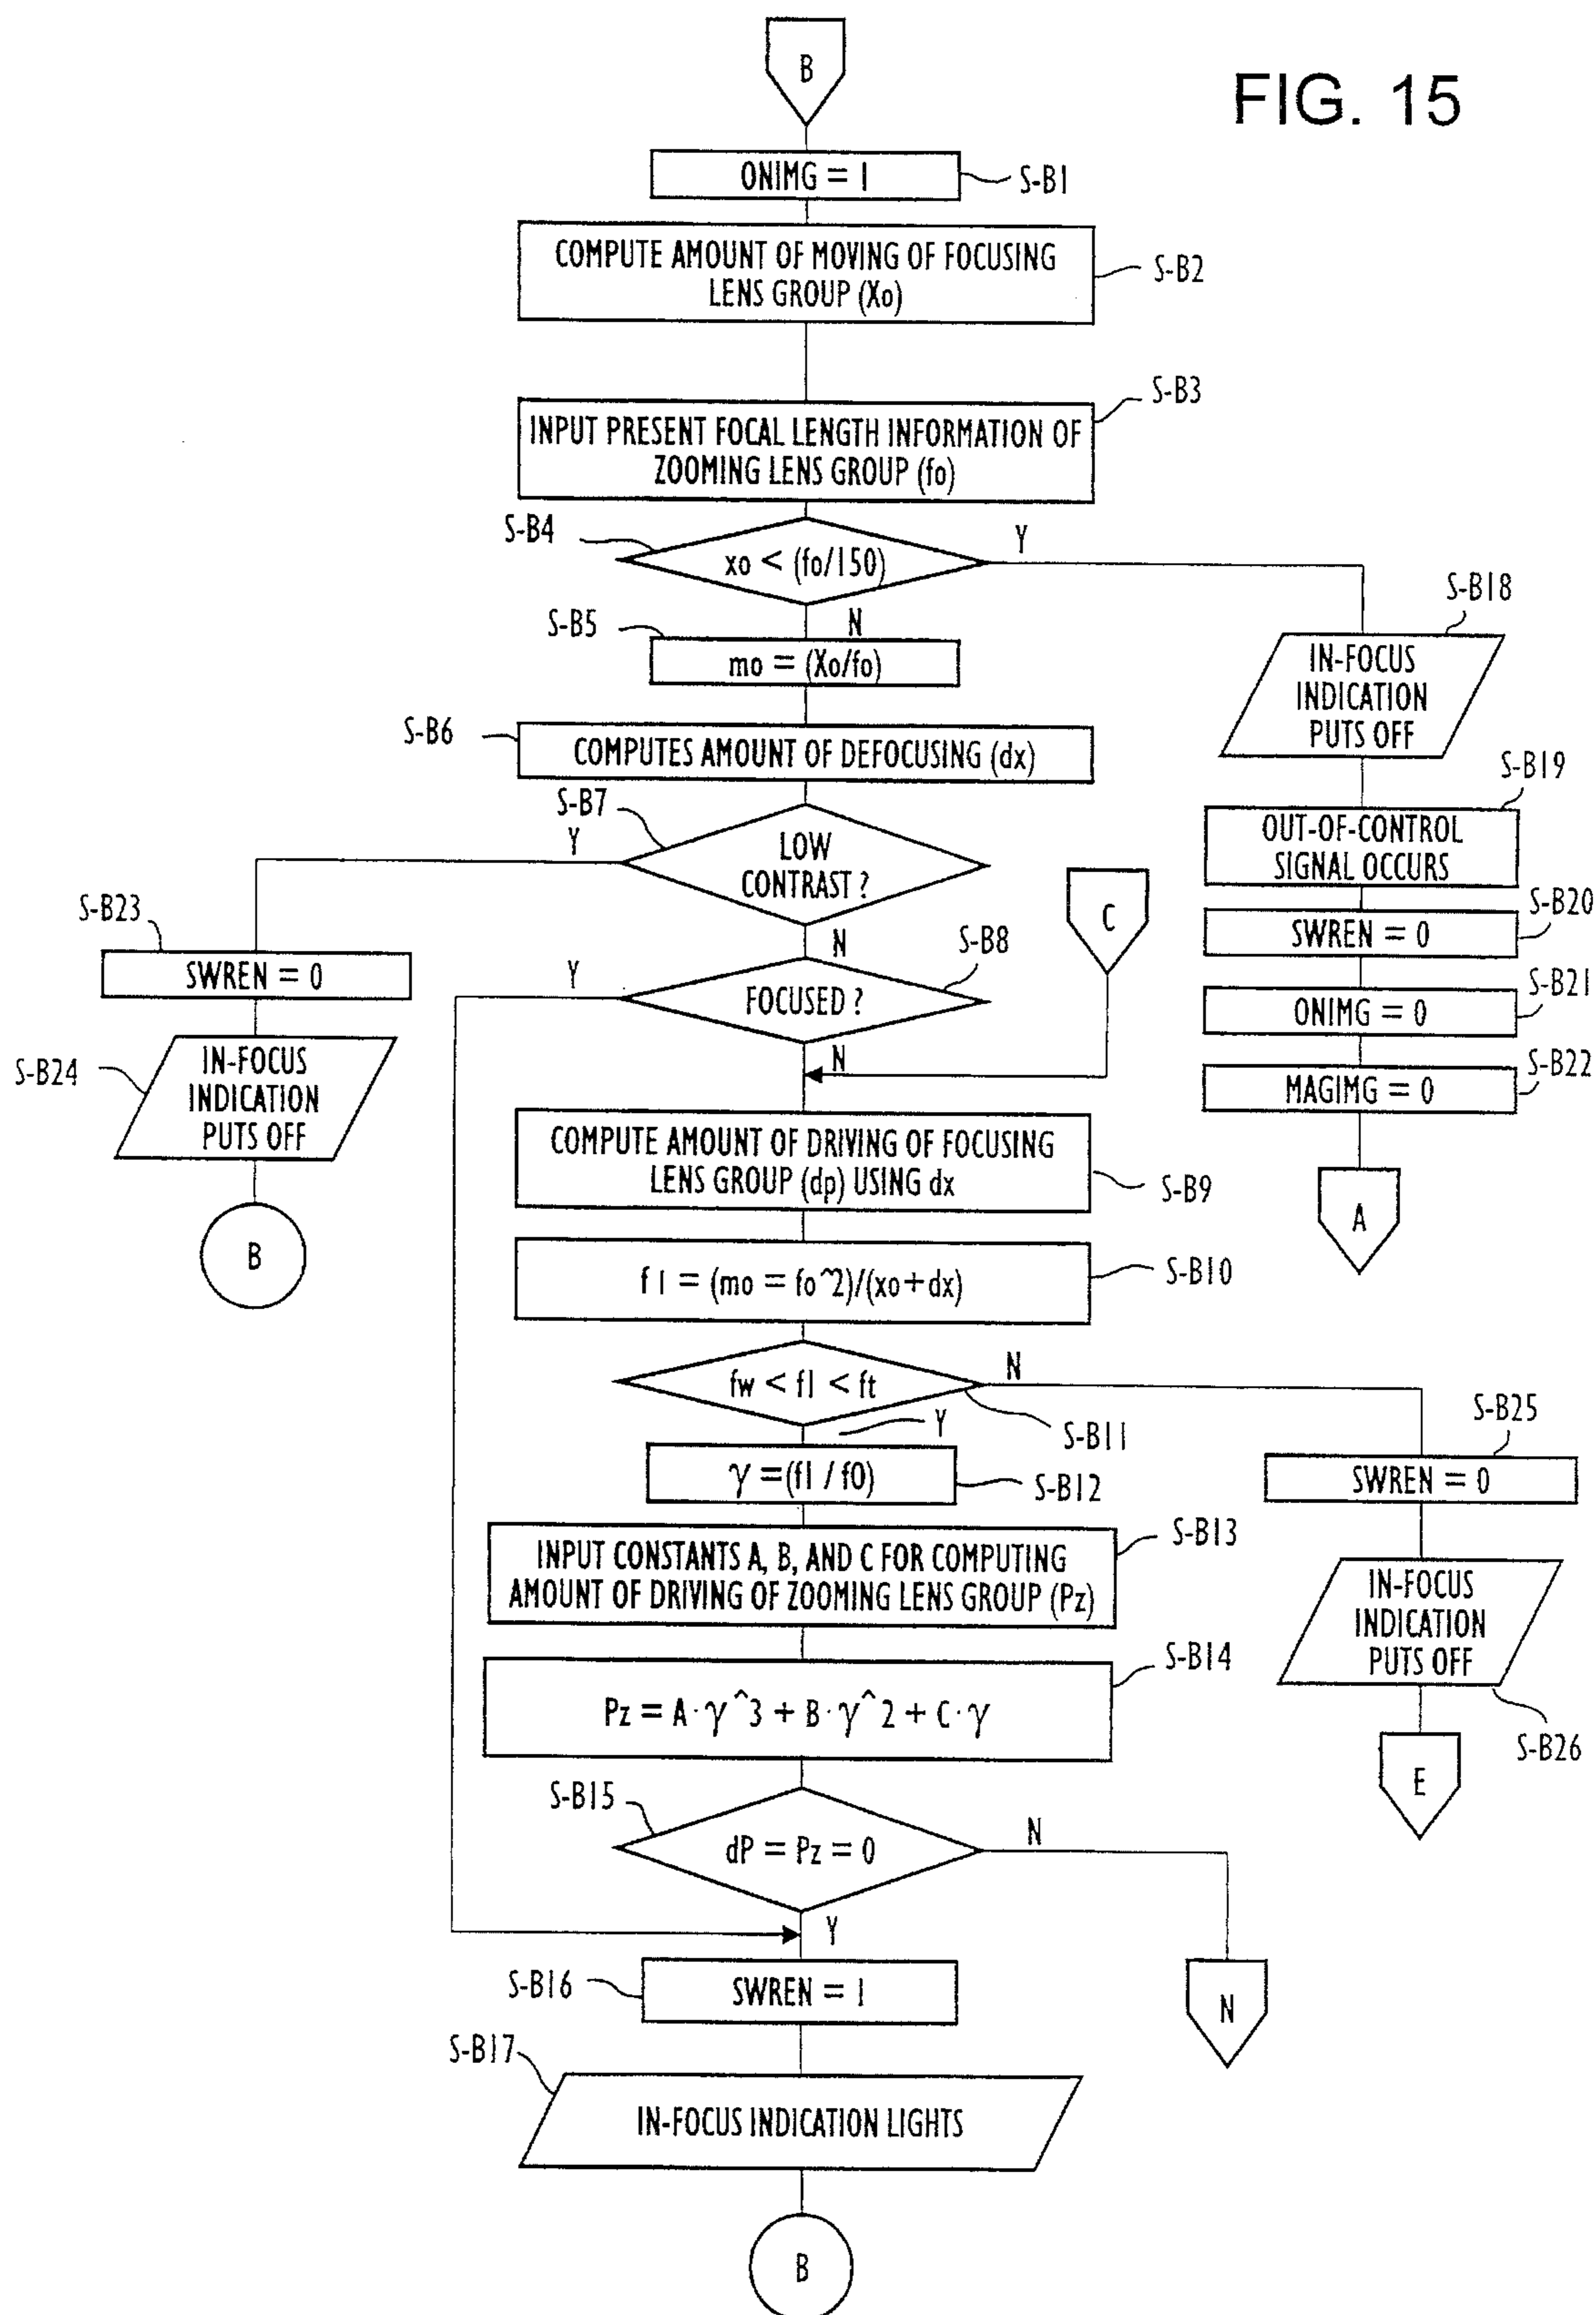 B
FIG. 15
ONIMG = 1
S-B1
COMPUTE AMOUNT OF MOVING OF FOCUSING
LENS GROUP (Xo)
S-B2
S-B3
INPUT PRESENT FOCAL LENGTH INFORMATION OF
ZOOMING LENS GROUP (fo)
S-B4
xo < (fo/150)
Y
N
S-B5
mo = (Xo/fo)
S-B18
IN-FOCUS
INDICATION
PUTS OFF
S-B6
COMPUTES AMOUNT OF DEFOCUSING (dx)
S-B19
OUT-OF-CONTROL
SIGNAL OCCURS
S-B7
Y
LOW
CONTRAST ?
N
C
S-B20
SWREN = 0
S-B23
SWREN = 0
S-B8
Y
FOCUSED ?
N
S-B21
ONIMG = 0
S-B24
IN-FOCUS
INDICATION
PUTS OFF
S-B22
MAGIMG = 0
COMPUTE AMOUNT OF DRIVING OF FOCUSING
LENS GROUP (dp) USING dx
S-B9
A
B
f1 = (mo = fo^2)/(xo+dx)
S-B10
fw < f1 < ft
N
S-B11
Y
S-B25
SWREN = 0
γ =(f1 / f0)
S-B12
INPUT CONSTANTS A, B, AND C FOR COMPUTING
AMOUNT OF DRIVING OF ZOOMING LENS GROUP (Pz)
S-B13
IN-FOCUS
INDICATION
PUTS OFF
S-B26
Pz = A·γ^3 + B·γ^2 + C·γ
S-B14
E
S-B15
dP = Pz = 0
N
Y
S-B16
SWREN = 1
N
S-B17
IN-FOCUS INDICATION LIGHTS
B